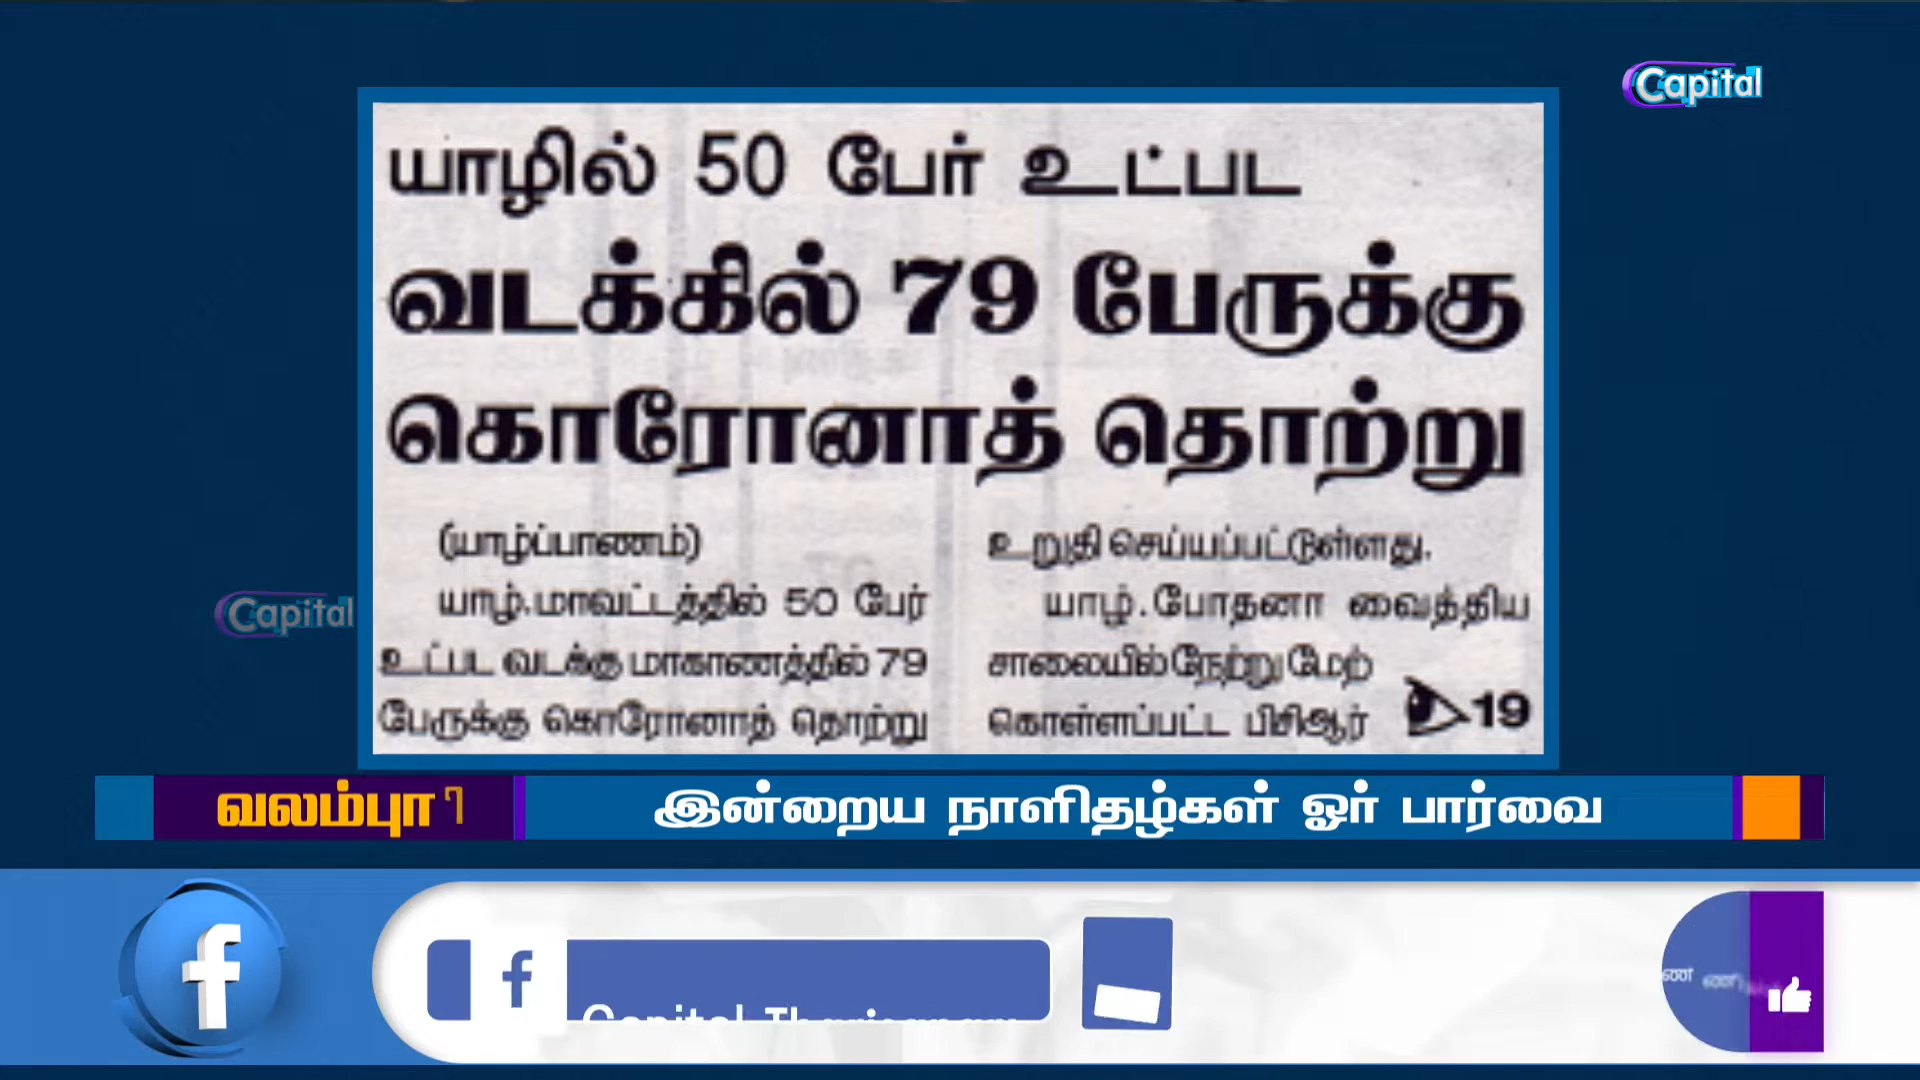 Capital
யாழில் 50 பேர் உட்பட
வடக்கில் 79 பேருக்கு
கொரோனாத் தொற்று
(யாழ்ப்பாணம்)
யாழ்.மாவட்டத்தில் 50 பேர்
உட்பட வடக்கு மாகாணத்தில் 79
பேருக்கு கொரோனாத் தொற்று
உறுதி செய்யப்பட்டுள்ளது.
யாழ்.போதனா வைத்திய
சாலையில் நேற்று மேற்
கொள்ளப்பட்ட பிசிஆர்
19
Capital
இன்றைய நாளிதழ்கள் ஓர் பார்வை
f
f
Capital